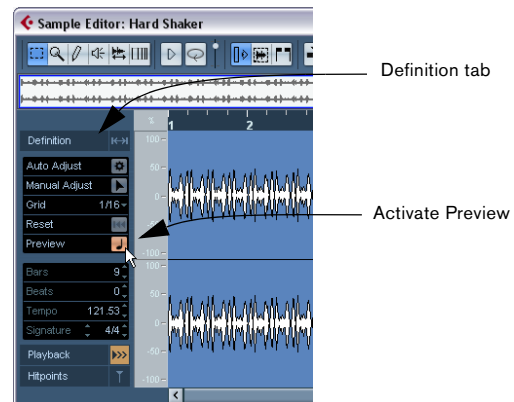 Sample Editor: Hard Shaker
Definition tab
1 2
Definition
Auto Adjust
Manual Adjust
Grid 1/16
Reset
Preview
Activate Preview
Bars 9
Beats 0
Tempo 121.53
Signature 4/4
Playback
Hitpoints
%
100
50
0
-100
100
50
0
-50
-100